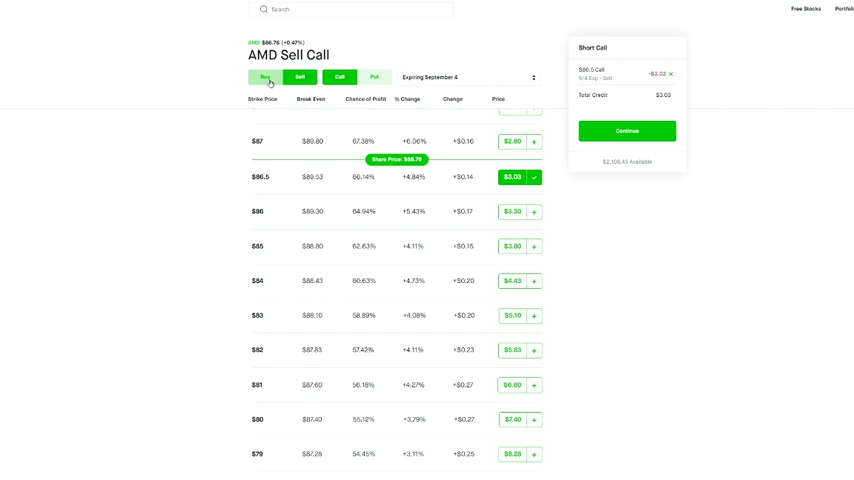 Search
Free Stocks
Portfol
AMD $86.76 (+0.47%)
AMD Sell Call
Buy Sell Call Put Expiring September 4
Strike Price Break Even Chance of Profit % Change Change Price
$87 $89.80 67.38% +6.06% +$0.16 $2.80 +
Share Price: $86.76
$86.5 $89.53 66.14% +4.84% +$0.14 $3.03
$86 $89.30 64.94% +5.43% +$0.17 $3.30 +
$85 $88.80 62.63% +4.11% +$0.15 $3.80 +
$84 $88.43 60.63% +4.73% +$0.20 $4.43 +
$83 $88.10 58.89% +4.08% +$0.20 $5.10 +
$82 $87.83 57.42% +4.11% +$0.23 $5.83 +
$81 $87.60 56.18% +4.27% +$0.27 $6.60 +
$80 $87.40 55.12% +3.79% +$0.27 $7.40 +
$79 $87.28 54.45% +3.11% +$0.25 $8.28 +
Short Call
$86.5 Call -$3.03 ×
9/4 Exp - Sell
Total Credit $3.03
Continue
$2,108.45 Available